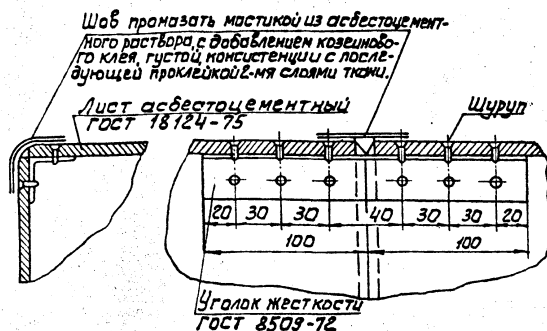 Шов промазать мастикой из асбестоцемент-
ного раствора, с добавлением козеиново-
го клея, густой консистенции с после-
дующей проклейкой 2-мя слоями ткани.
Лист асбестоцементный
ГОСТ 18124-75
Шуруп
20 30 30 40 30 30 20
100 100
Уголок жесткости
ГОСТ 8509-72